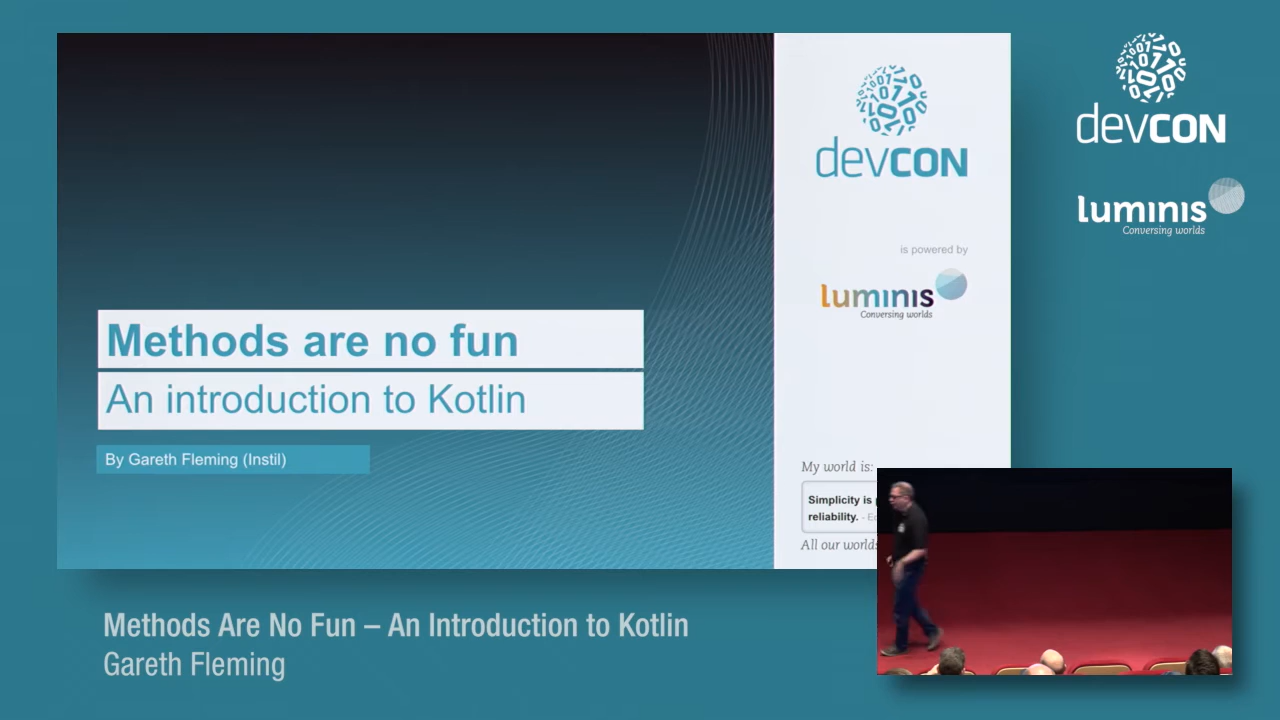 devCON
is powered by
luminis
Conversing worlds
Methods are no fun
An introduction to Kotlin
By Gareth Fleming (Instil)
My world is:
Simplicity is
reliability. - E
All our worlds
devCON
luminis
Conversing worlds
Methods Are No Fun – An Introduction to Kotlin
Gareth Fleming